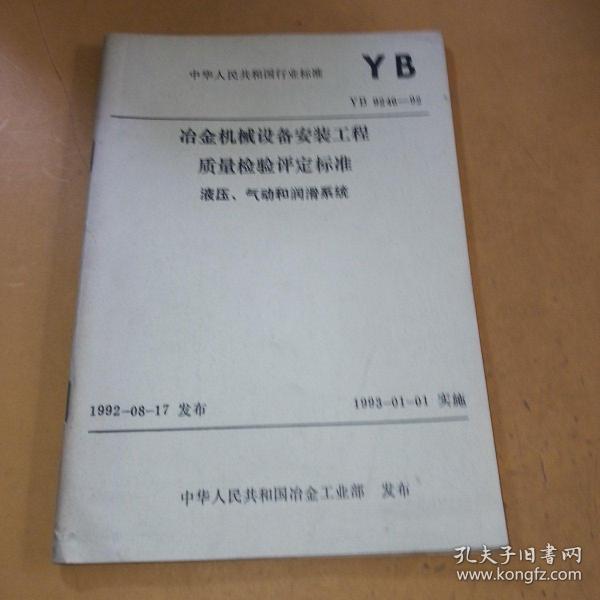 中华人民共和国行业标准
YB
YB 9246—92
冶金机械设备安装工程
质量检验评定标准
液压、气动和润滑系统
1992-08-17 发布
1993-01-01 实施
中华人民共和国冶金工业部 发布
孔夫子旧书网
www.kongfz.com